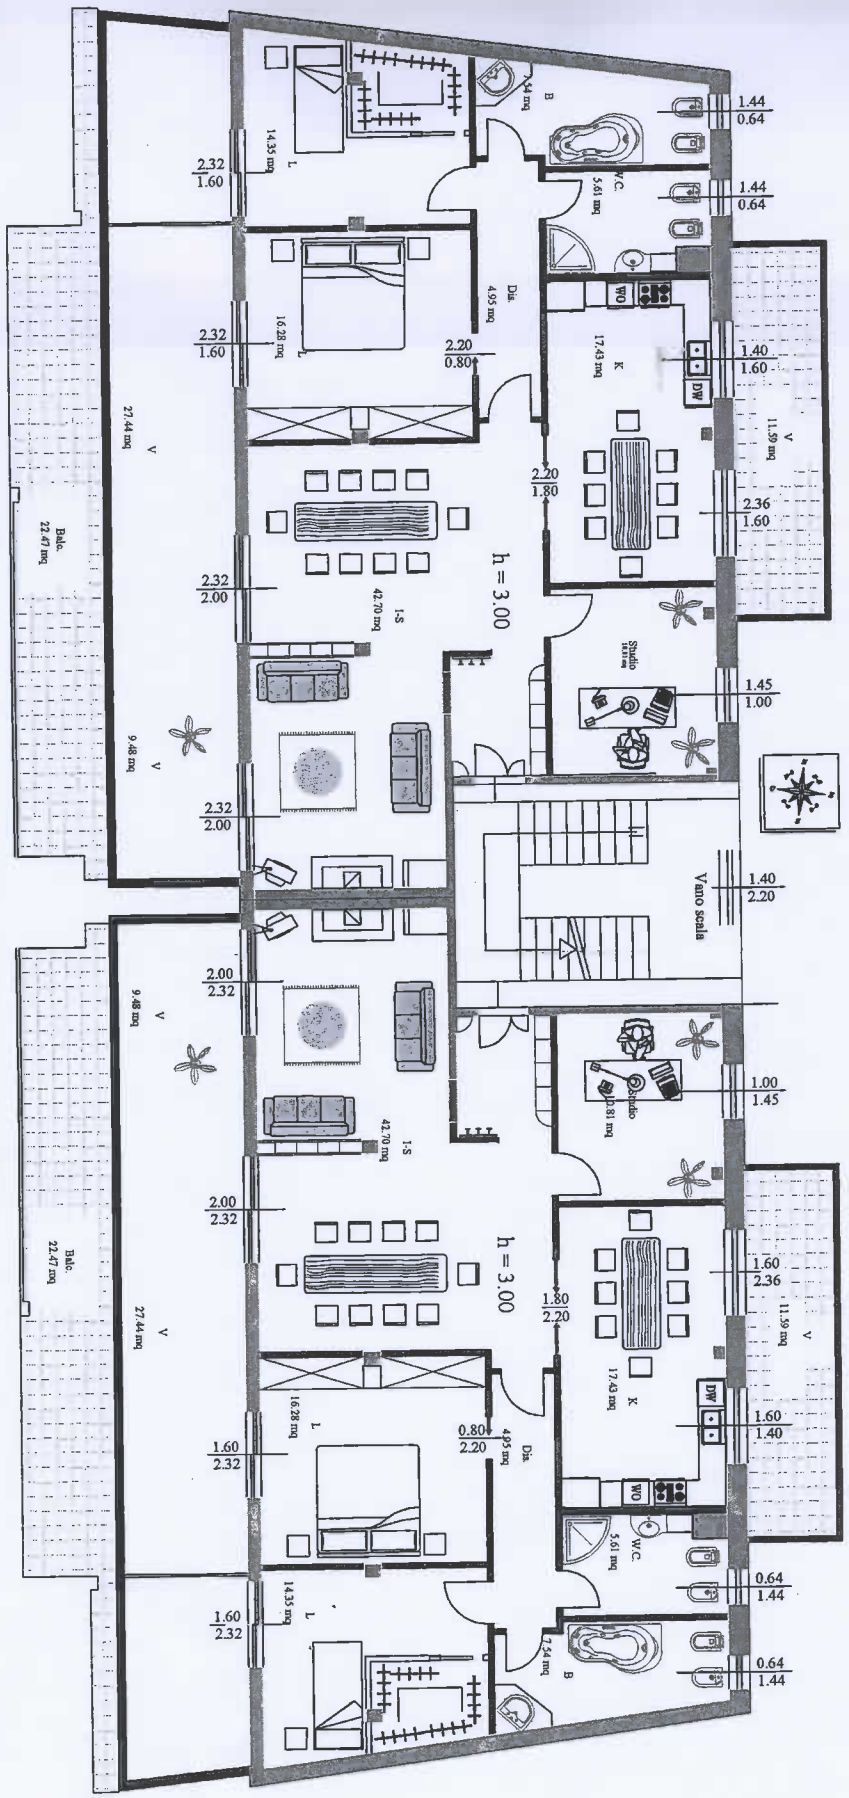 1.44
0.64
B
7.54 mq
L
14.35 mq
2.32
1.60
1.44
0.64
W.C.
5.61 mq
Dis.
4.95 mq
WO
K
17.43 mq
DW
1.40
1.60
V
11.59 mq
2.32
1.60
L
16.28 mq
2.20
0.80
V
27.44 mq
2.20
1.80
2.36
1.60
Balc.
22.47 mq
2.32
2.00
I-S
42.70 mq
h = 3.00
Studio
10.81 mq
1.45
1.00
V
9.48 mq
2.32
2.00
Vano scala
1.40
2.20
2.00
2.32
V
9.48 mq
Studio
10.81 mq
1.00
1.45
I-S
42.70 mq
2.00
2.32
h = 3.00
Balc.
22.47 mq
V
27.44 mq
1.80
2.20
1.60
2.36
V
11.59 mq
K
17.43 mq
DW
1.60
1.40
WO
L
16.28 mq
0.80
2.20
Dis.
4.95 mq
1.60
2.32
W.C.
5.61 mq
0.64
1.44
L
14.35 mq
1.60
2.32
B
7.54 mq
0.64
1.44